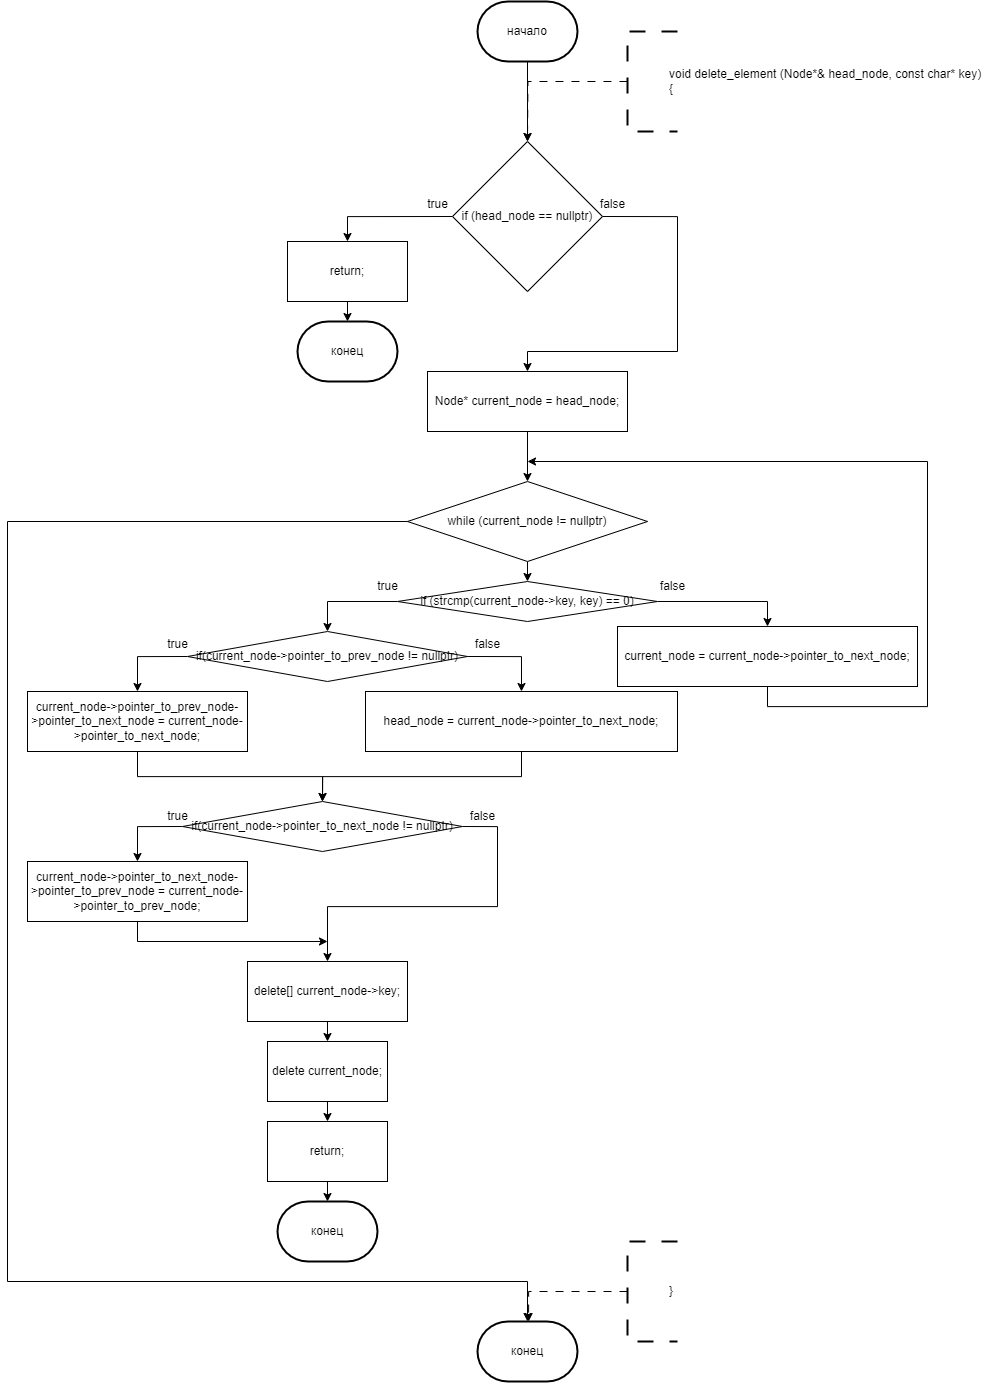 начало
void delete_element (Node*& head_node, const char* key)
{
true
false
if (head_node == nullptr)
return;
конец
Node* current_node = head_node;
while (current_node != nullptr)
true
false
if (strcmp(current_node->key, key) == 0)
true
false
if(current_node->pointer_to_prev_node != nullptr)
current_node = current_node->pointer_to_next_node;
current_node->pointer_to_prev_node-
>pointer_to_next_node = current_node-
>pointer_to_next_node;
head_node = current_node->pointer_to_next_node;
true
false
if(current_node->pointer_to_next_node != nullptr)
current_node->pointer_to_next_node-
>pointer_to_prev_node = current_node-
>pointer_to_prev_node;
delete[] current_node->key;
delete current_node;
return;
конец
}
конец